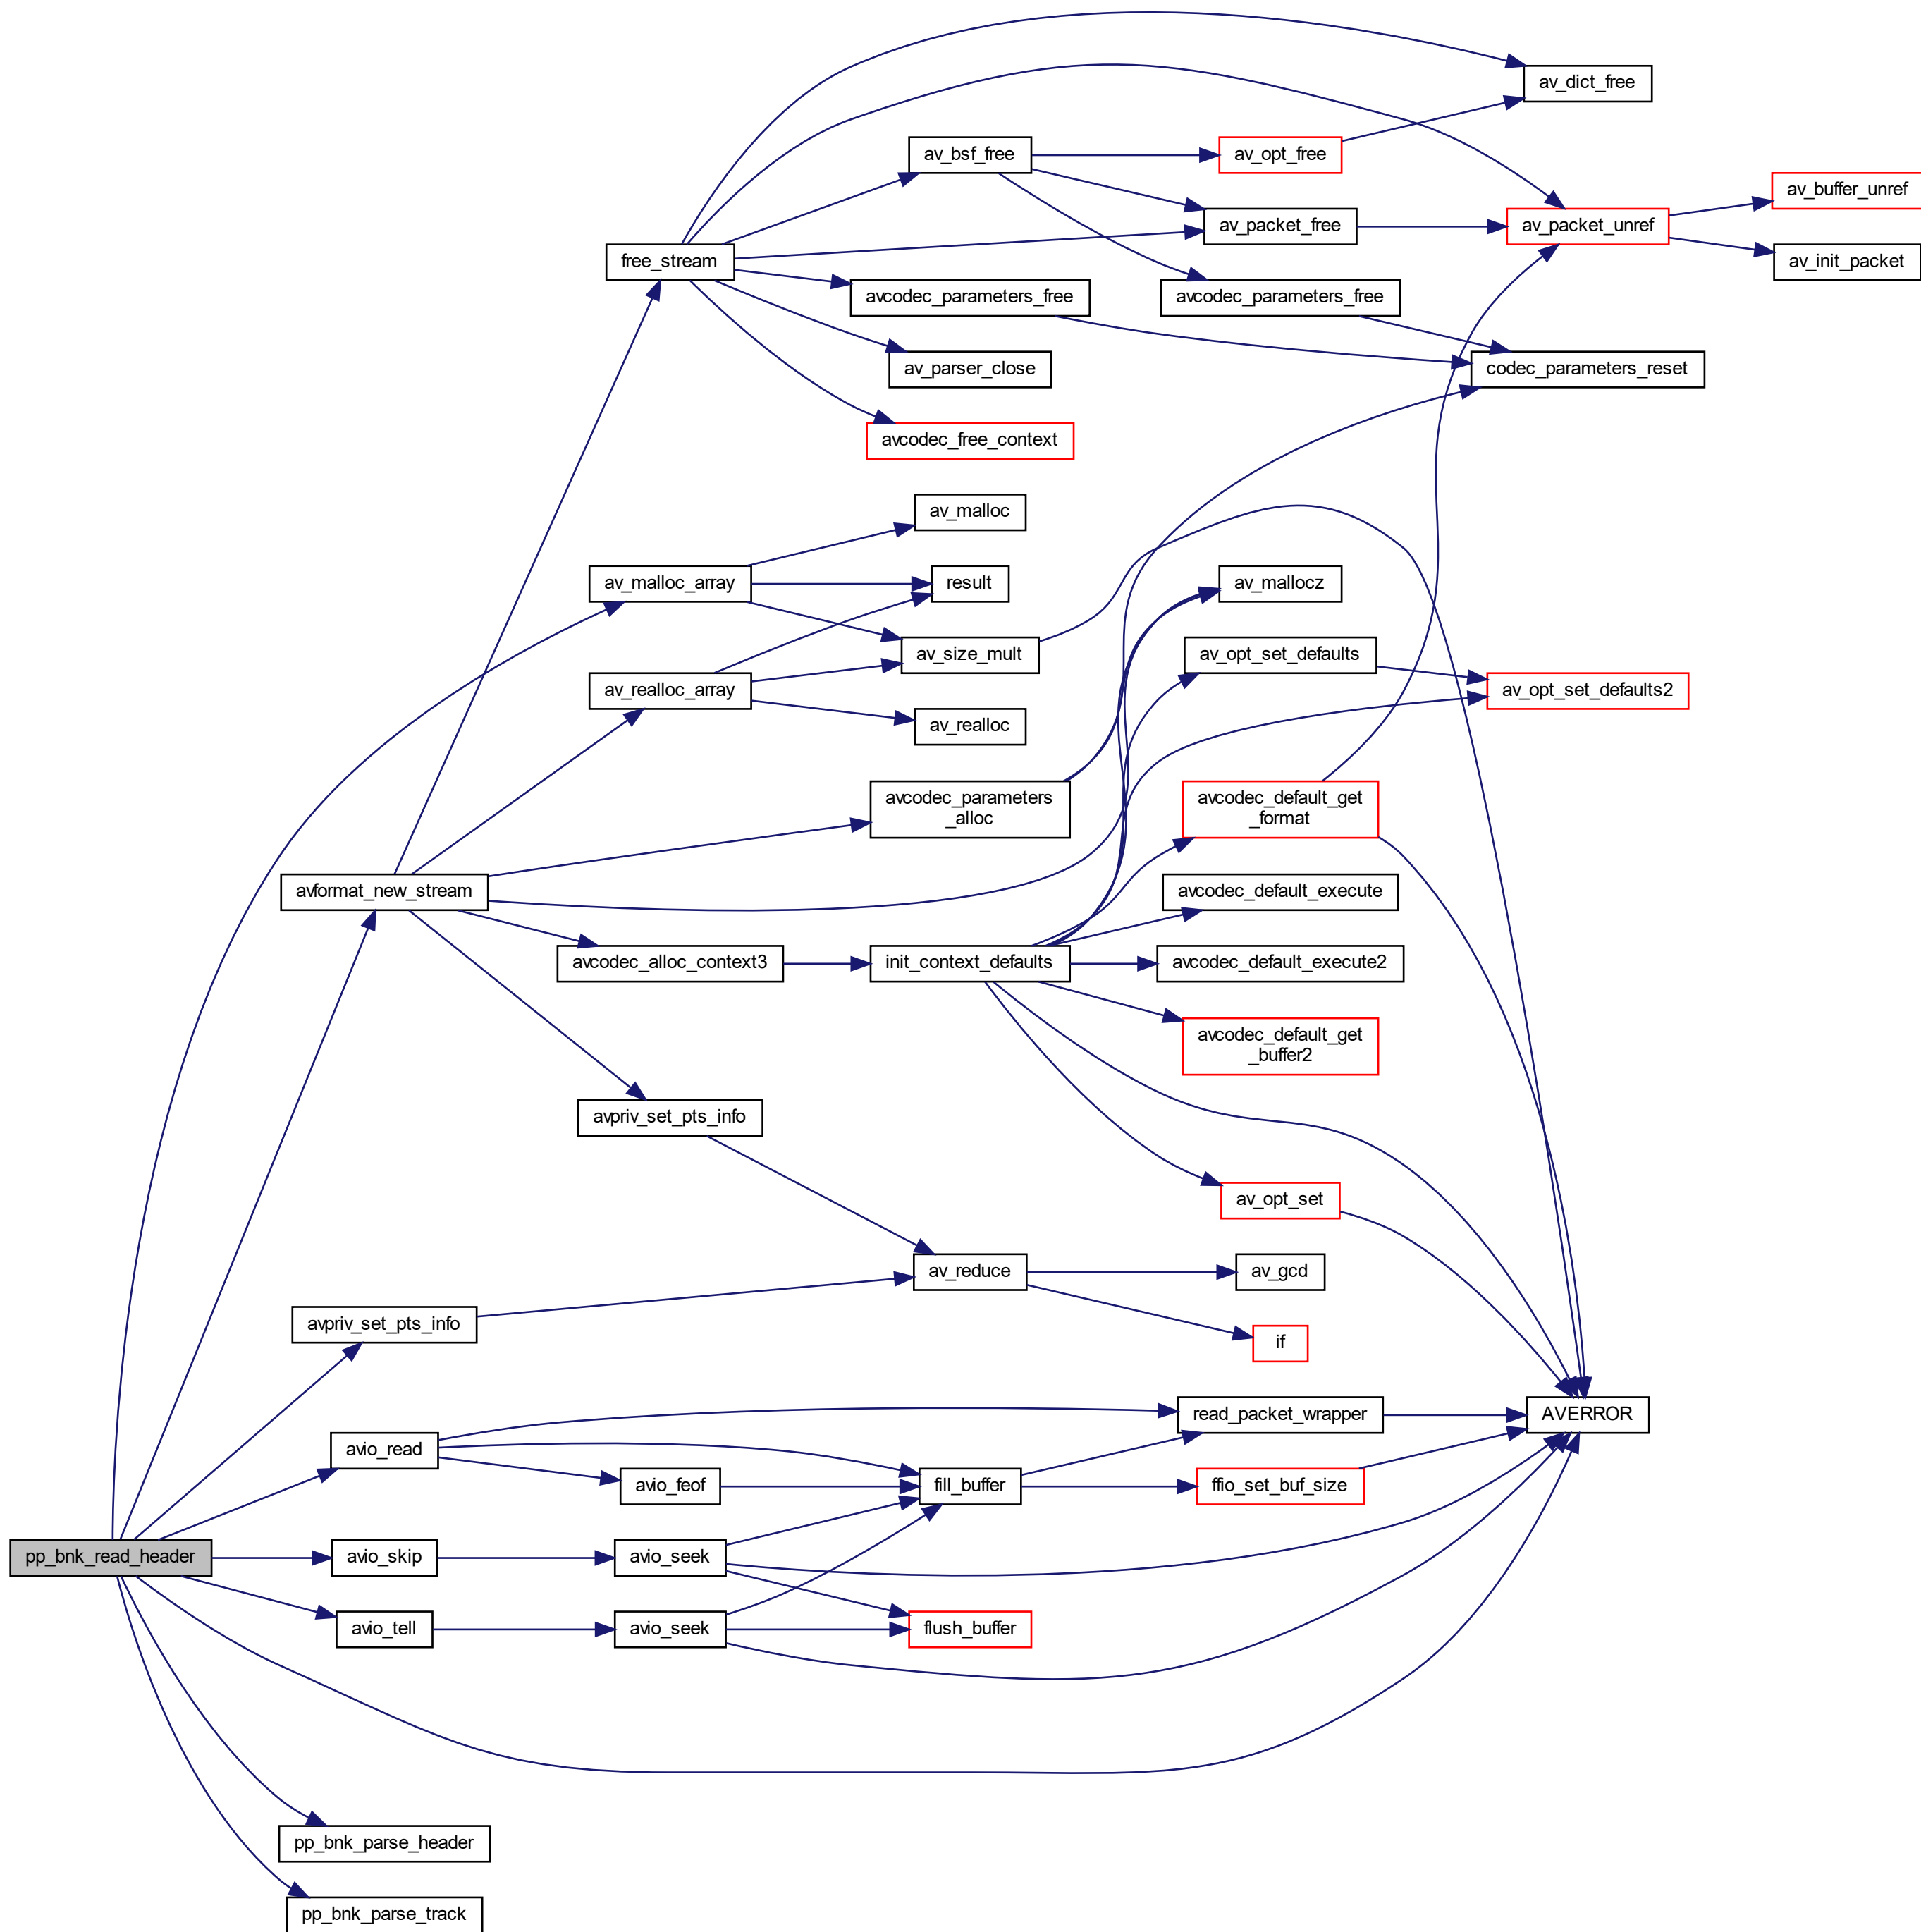 av_dict_free
av_bsf_free
av_opt_free
av_buffer_unref
av_packet_free
av_packet_unref
free_stream
av_init_packet
avcodec_parameters_free
avcodec_parameters_free
codec_parameters_reset
av_parser_close
avcodec_free_context
av_malloc
av_malloc_array
result
av_mallocz
av_size_mult
av_opt_set_defaults
av_realloc_array
av_opt_set_defaults2
av_realloc
avcodec_parameters
_alloc
avcodec_default_get
_format
avformat_new_stream
avcodec_default_execute
avcodec_alloc_context3
init_context_defaults
avcodec_default_execute2
avcodec_default_get
_buffer2
avpriv_set_pts_info
av_opt_set
av_reduce
av_gcd
avpriv_set_pts_info
if
read_packet_wrapper
AVERROR
avio_read
avio_feof
fill_buffer
ffio_set_buf_size
pp_bnk_read_header
avio_skip
avio_seek
avio_tell
avio_seek
flush_buffer
pp_bnk_parse_header
pp_bnk_parse_track